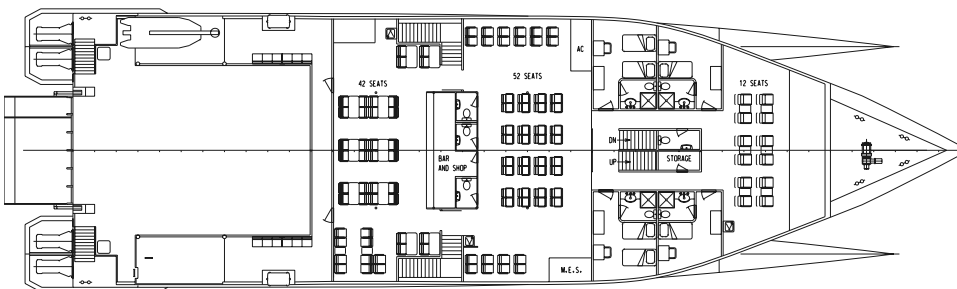 AC
42 SEATS
52 SEATS
12 SEATS
DN
UP
STORAGE
BAR
AND SHOP
M.E.S.